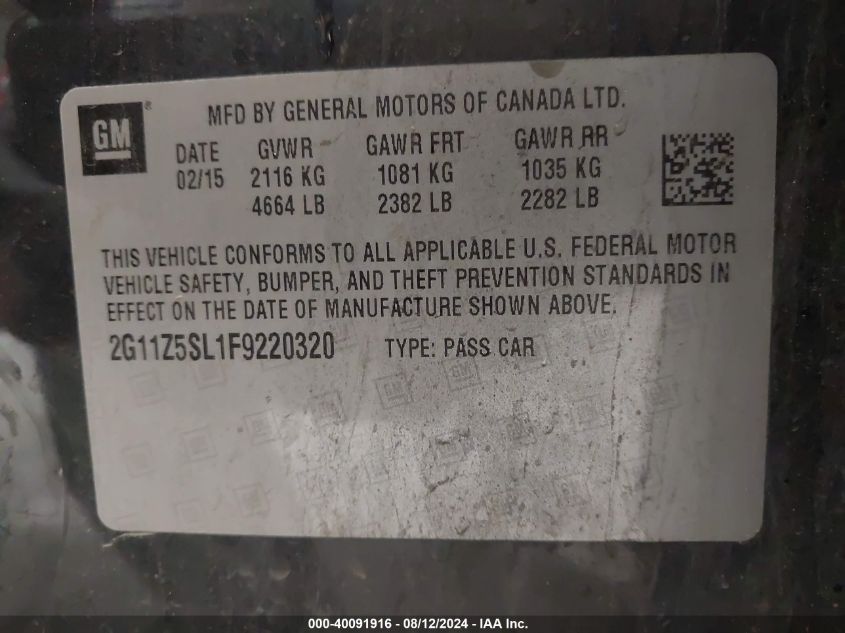 GM®
MFD BY GENERAL MOTORS OF CANADA LTD.
DATE GVWR GAWR FRT GAWR RR
02/15 2116 KG 1081 KG 1035 KG
4664 LB 2382 LB 2282 LB
THIS VEHICLE CONFORMS TO ALL APPLICABLE U.S. FEDERAL MOTOR
VEHICLE SAFETY, BUMPER, AND THEFT PREVENTION STANDARDS IN
EFFECT ON THE DATE OF MANUFACTURE SHOWN ABOVE.
2G11Z5SL1F9220320 TYPE: PASS CAR
000-40091916 - 08/12/2024 - IAA Inc.